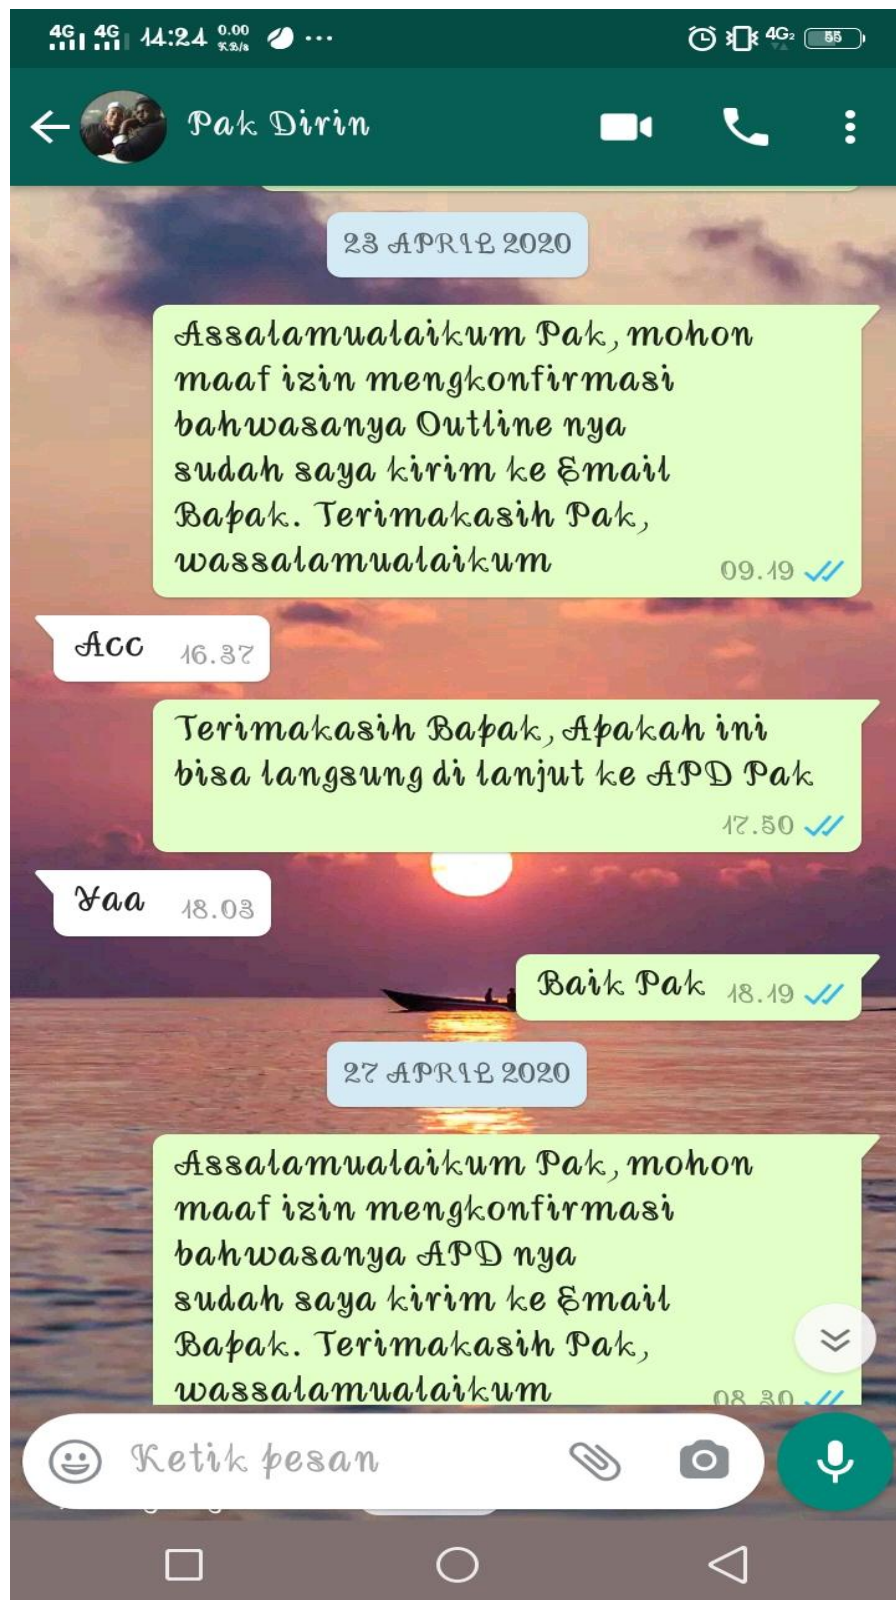 4G 4G 14:24 0.00 KB/s ... 4G2 55
Pak Dirin
23 APRIL 2020
Assalamualaikum Pak, mohon
maaf izin mengkonfirmasi
bahwasanya Outline nya
sudah saya kirim ke Email
Bapak. Terimakasih Pak,
wassalamualaikum 09.19
Acc 16.37
Terimakasih Bapak, Apakah ini
bisa langsung di lanjut ke APD Pak
17.50
Yaa 18.03
Baik Pak 18.19
27 APRIL 2020
Assalamualaikum Pak, mohon
maaf izin mengkonfirmasi
bahwasanya APD nya
sudah saya kirim ke Email
Bapak. Terimakasih Pak,
wassalamualaikum 08.30
Ketik pesan